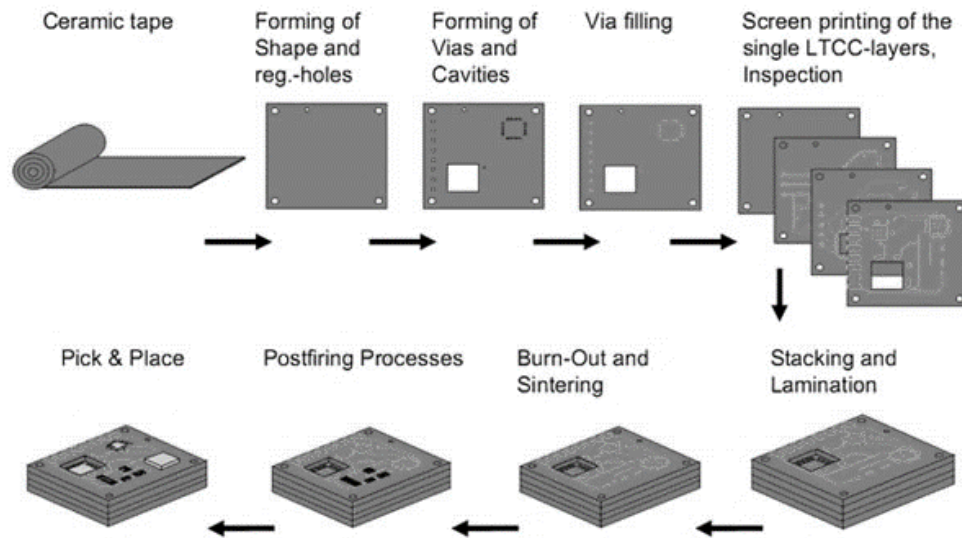 Ceramic tape
Forming of
Shape and
reg.-holes
Forming of
Vias and
Cavities
Via filling
Screen printing of the
single LTCC-layers,
Inspection
Pick & Place
Postfiring Processes
Burn-Out and
Sintering
Stacking and
Lamination